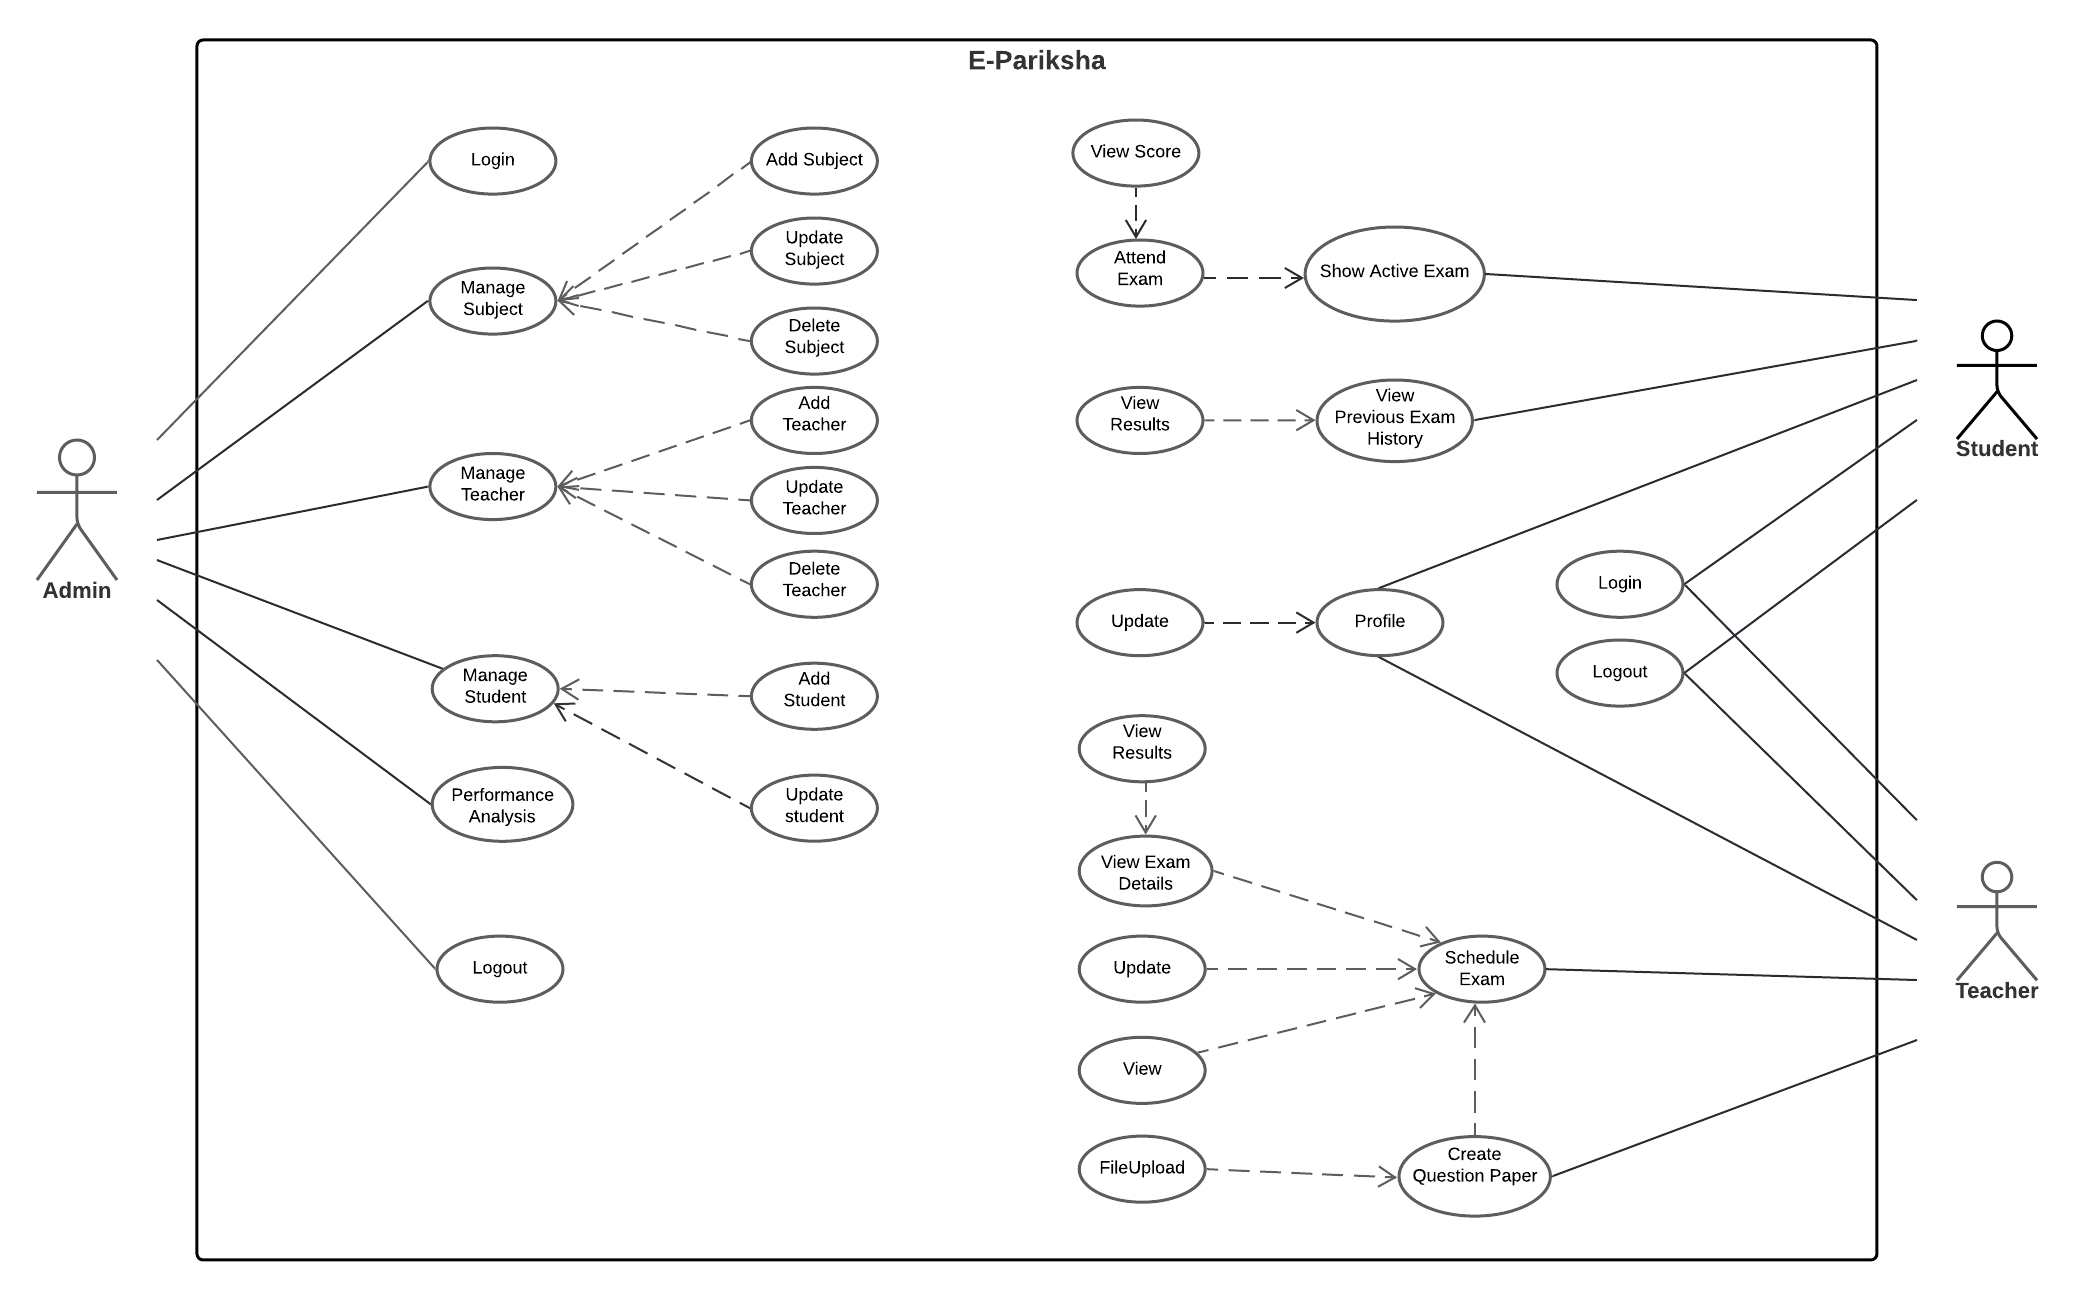 E-Pariksha
Login
Add Subject
Update
Subject
Manage
Subject
Delete
Subject
Add
Teacher
Manage
Teacher
Update
Teacher
Delete
Teacher
Admin
Manage
Student
Add
Student
Performance
Analysis
Update
student
Logout
View Score
Attend
Exam
Show Active Exam
View
Results
View
Previous Exam
History
Student
Update
Profile
Login
Logout
View
Results
View Exam
Details
Update
Schedule
Exam
Teacher
View
FileUpload
Create
Question Paper